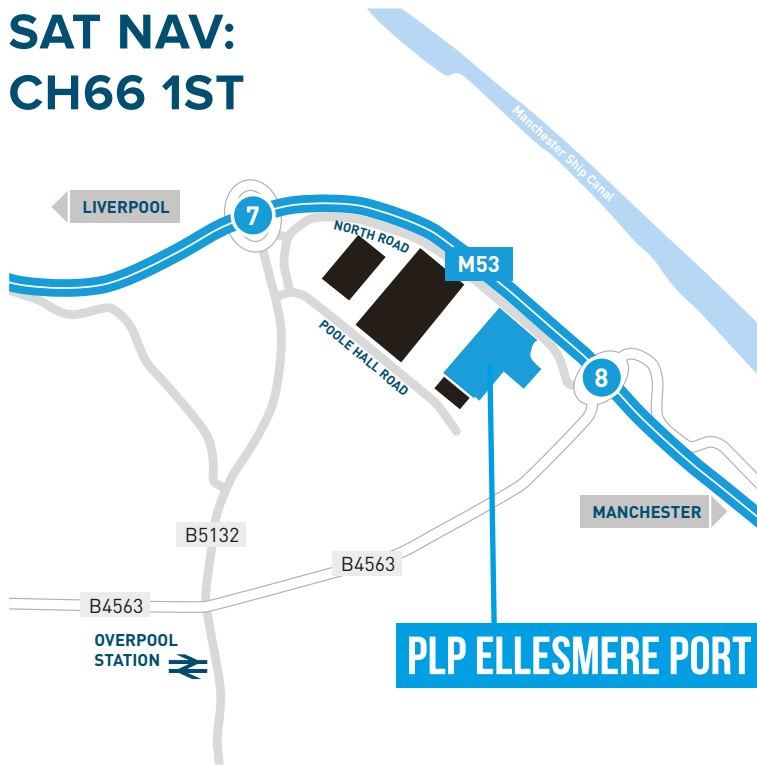 SAT NAV:
CH66 1ST
Manchester Ship Canal
LIVERPOOL
7
NORTH ROAD
M53
POOLE HALL ROAD
8
MANCHESTER
B5132
B4563
B4563
OVERPOOL
STATION
PLP ELLESMERE PORT